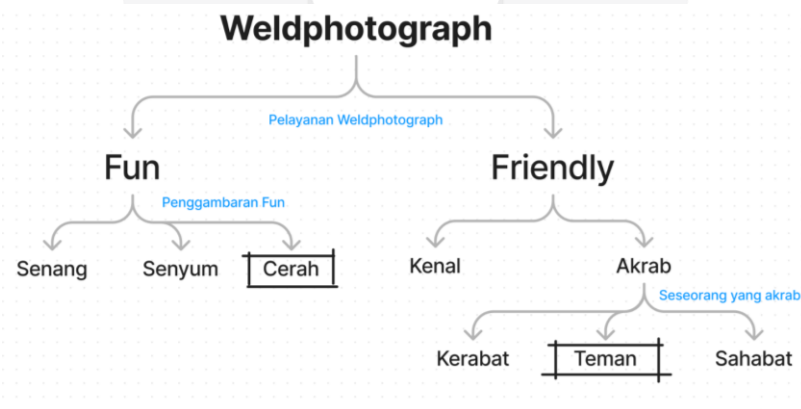 Weldphotograph
Pelayanan Weldphotograph
Fun
Friendly
Penggambaran Fun
Senang
Senyum
Cerah
Kenal
Akrab
Seseorang yang akrab
Kerabat
Teman
Sahabat